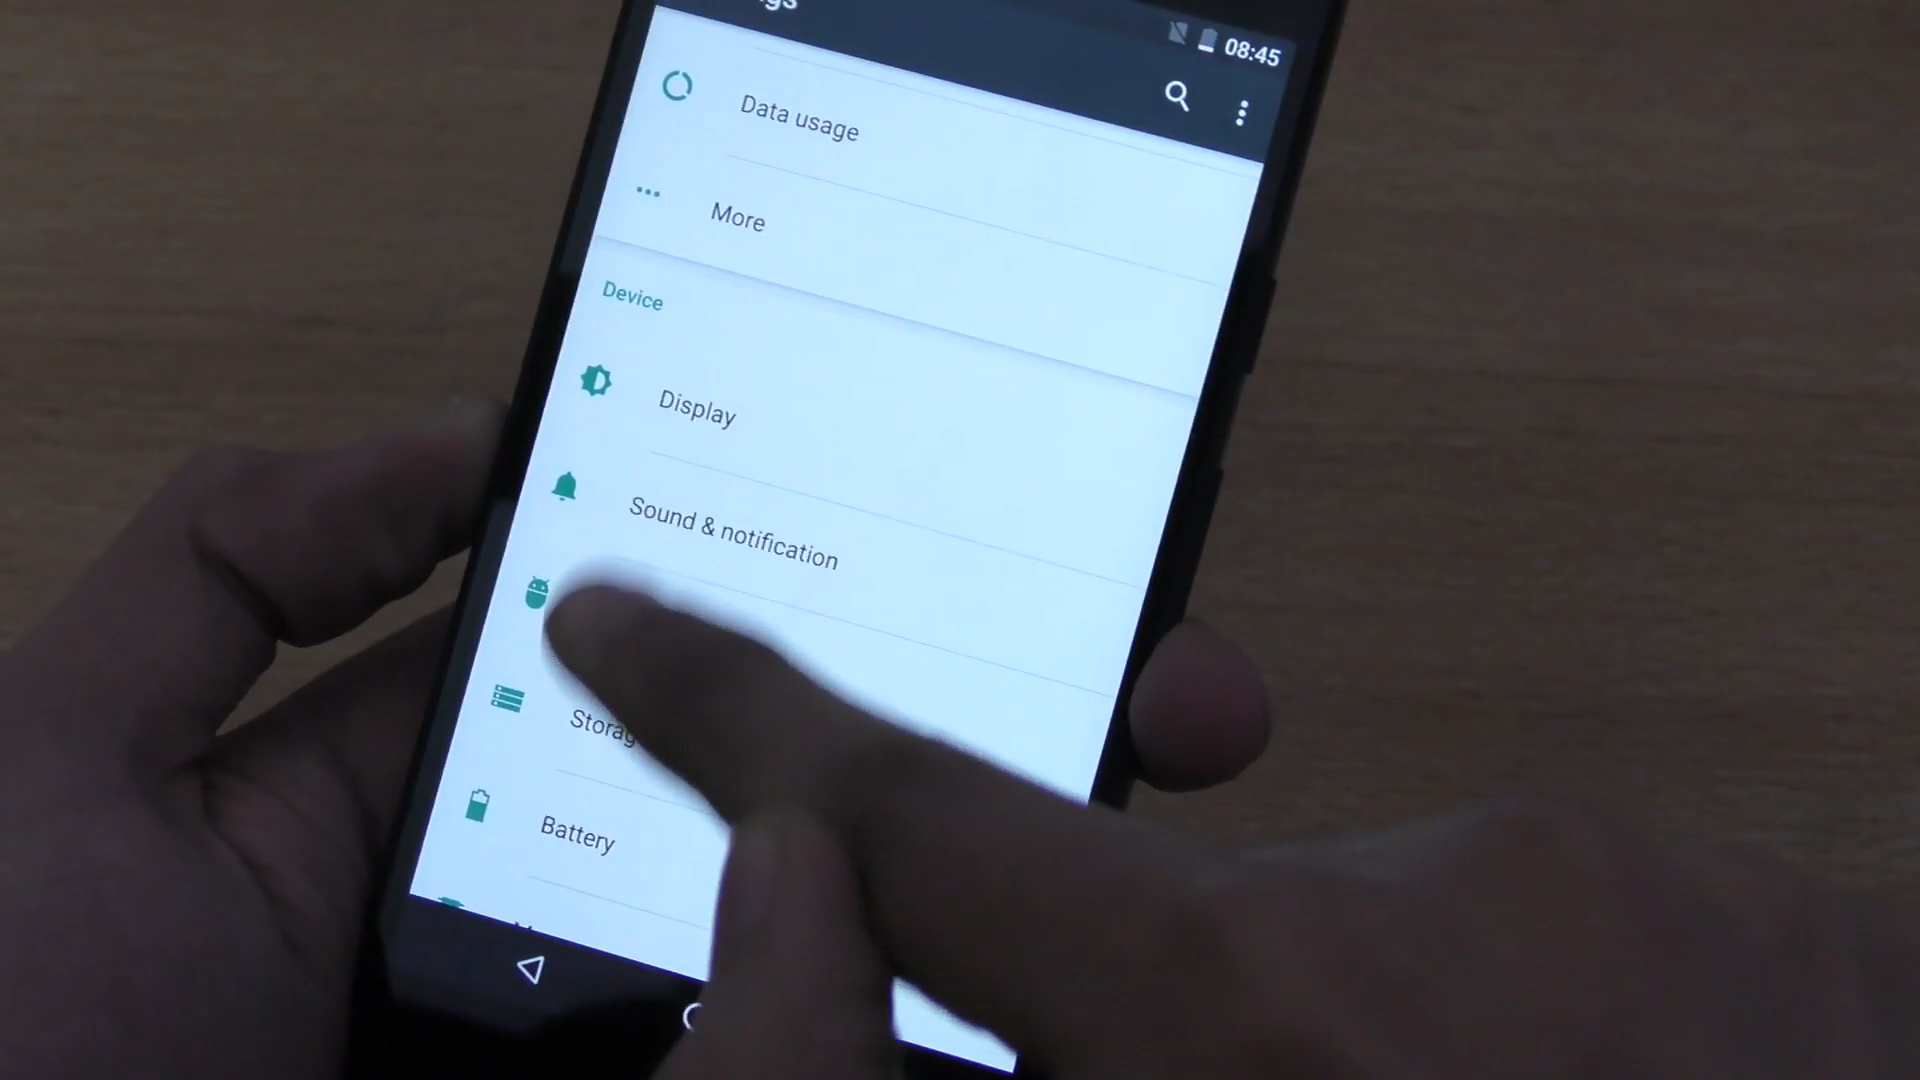 08:45
Data usage
More
Device
Display
Sound & notification
Battery